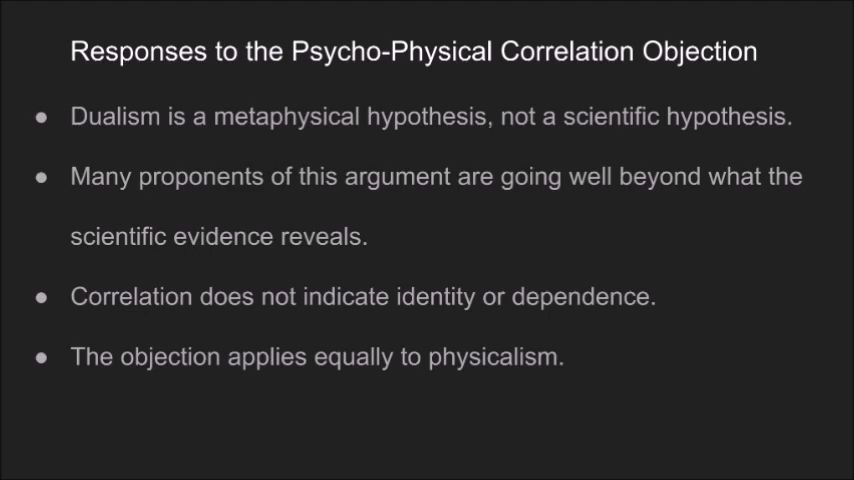 Responses to the Psycho-Physical Correlation Objection
● Dualism is a metaphysical hypothesis, not a scientific hypothesis.
● Many proponents of this argument are going well beyond what the
scientific evidence reveals.
● Correlation does not indicate identity or dependence.
● The objection applies equally to physicalism.